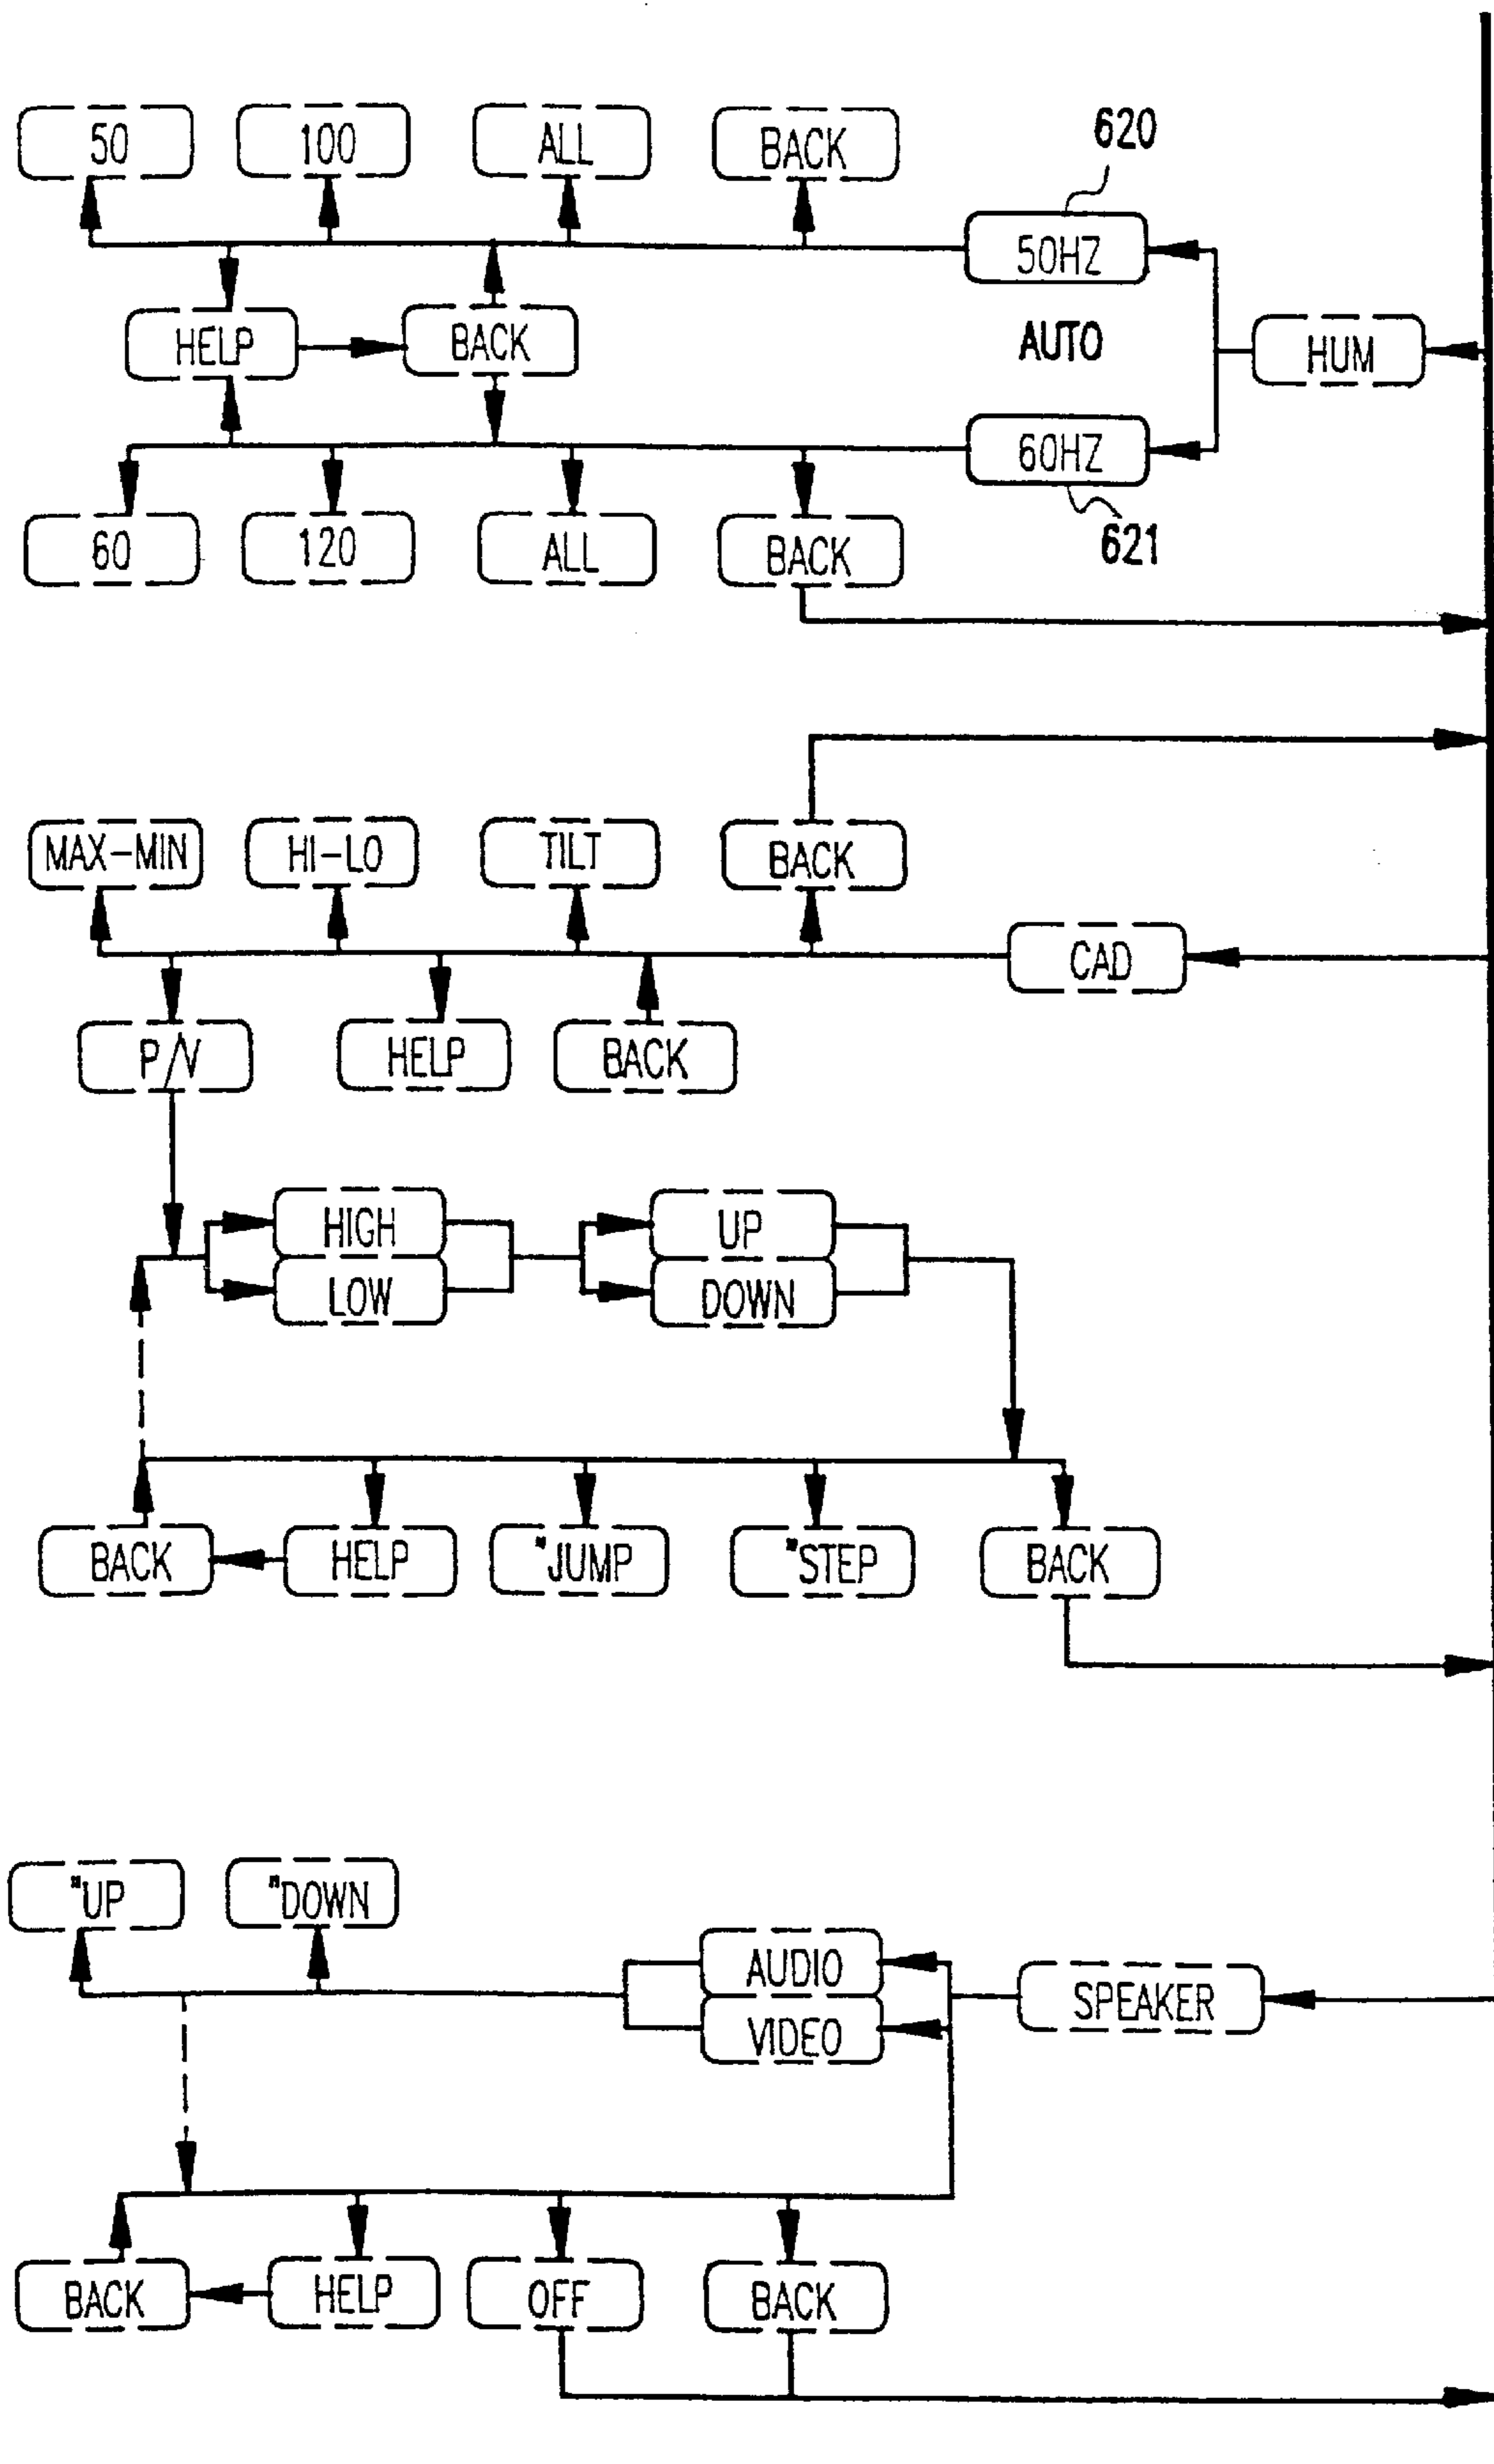 620
50 100 ALL BACK
50HZ
HELP BACK AUTO HUM
60HZ
60 120 ALL BACK
621
MAX-MIN HI-LO TILT BACK
CAD
P/V HELP BACK
HIGH UP
LOW DOWN
BACK HELP "JUMP "STEP BACK
"UP "DOWN
AUDIO
SPEAKER
VIDEO
BACK HELP OFF BACK